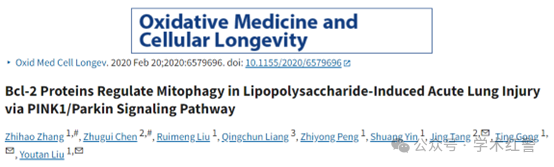 Oxidative Medicine and
Cellular Longevity
▸ Oxid Med Cell Longev. 2020 Feb 20;2020:6579696. doi: 10.1155/2020/6579696
Bcl-2 Proteins Regulate Mitophagy in Lipopolysaccharide-Induced Acute Lung Injury
via PINK1/Parkin Signaling Pathway
Zhihao Zhang 1,#, Zhugui Chen 2,#, Ruimeng Liu 1, Qingchun Liang 3, Zhiyong Peng 1, Shuang Yin 1, Jing Tang 2,✉, Ting Gong 1,
✉, Youtan Liu 1,✉
公众号·学术红警